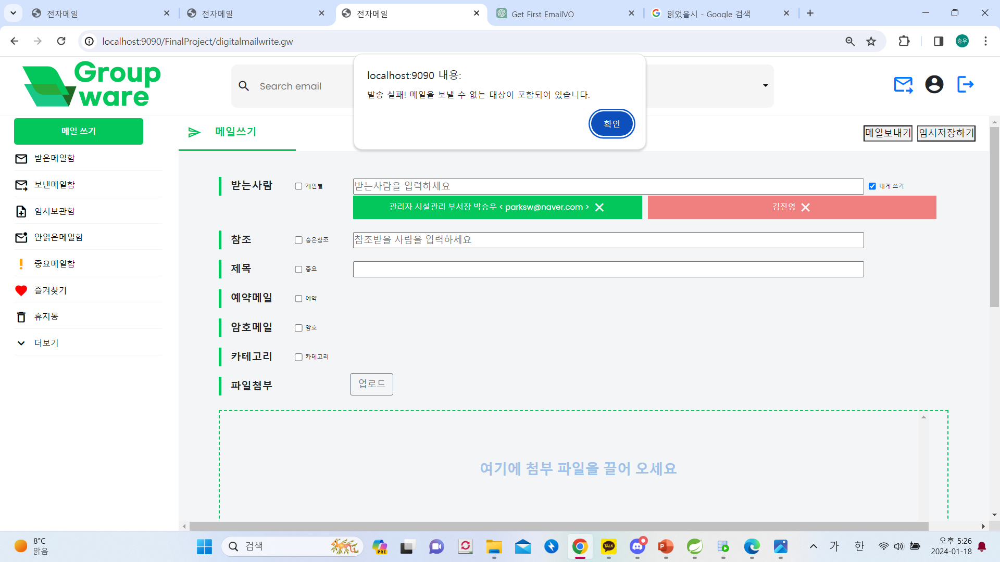 전자메일
전자메일
전자메일
Get First EmailVO
읽었을시 - Google 검색
localhost:9090/FinalProject/digitalmailwrite.gw
승우
Group
ware
Search email
localhost:9090 내용:
발송 실패! 메일을 보낼 수 없는 대상이 포함되어 있습니다.
확인
메일 쓰기
받은메일함
보낸메일함
임시보관함
안읽은메일함
중요메일함
즐겨찾기
휴지통
더보기
메일쓰기
메일보내기
임시저장하기
받는사람
개인별
받는사람을 입력하세요
내게 쓰기
관리자 시설관리 부서장 박승우 < parksw@naver.com >
김진영
참조
숨은참조
참조받을 사람을 입력하세요
제목
중요
예약메일
예약
암호메일
암호
카테고리
카테고리
파일첨부
업로드
여기에 첨부 파일을 끌어 오세요
8°C
맑음
검색
PRE
TALK
P
가
한
오후 5:26
2024-01-18